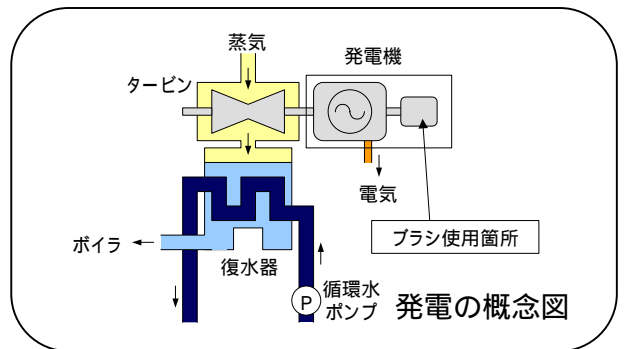 蒸気
発電機
タービン
電気
ブラシ使用箇所
ボイラ
復水器
P
循環水
ポンプ
発電の概念図